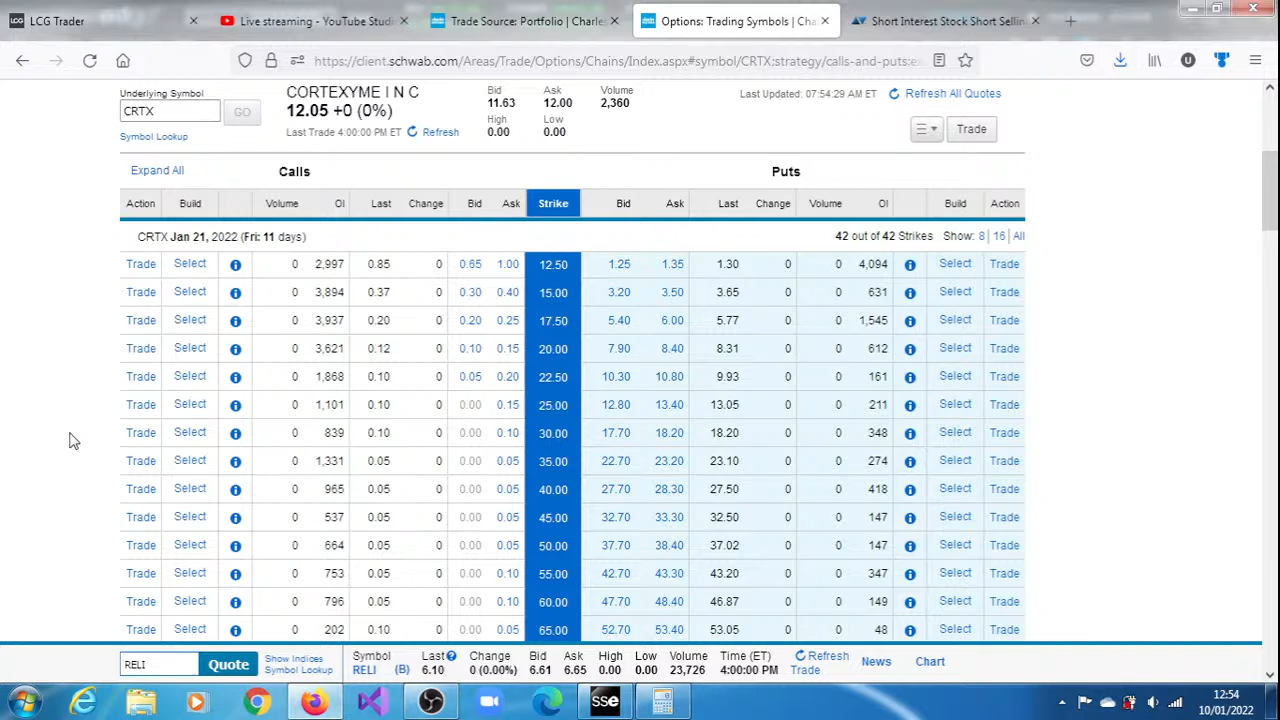 LCG Trader
Live streaming - YouTube Studi
Trade Source Portfolio | Charle
Options: Trading Symbols | Cha
Short Interest Stock Short Sellin
https://client.schwab.com/Areas/Trade/Options/Chains/Index.aspx#symbol/CRTX;strategy/calls-and-puts;e
Underlying Symbol
CRTX
GO
Symbol Lookup
CORTEXYME I N C
12.05 +0 (0%)
Last Trade 4:00:00 PM ET Refresh
Bid 11.63
Ask 12.00
Volume 2,360
High 0.00
Low 0.00
Last Updated: 07:54:29 AM ET Refresh All Quotes
Trade
Expand All Calls Puts
Action Build Volume OI Last Change Bid Ask Strike Bid Ask Last Change Volume OI Build Action
CRTX Jan 21, 2022 (Fri: 11 days) 42 out of 42 Strikes Show: 8 | 16 | All
Trade Select 0 2,997 0.85 0 0.65 1.00 12.50 1.25 1.35 1.30 0 0 4,094 Select Trade
Trade Select 0 3,894 0.37 0 0.30 0.40 15.00 3.20 3.50 3.65 0 0 631 Select Trade
Trade Select 0 3,937 0.20 0 0.20 0.25 17.50 5.40 6.00 5.77 0 0 1,545 Select Trade
Trade Select 0 3,621 0.12 0 0.10 0.15 20.00 7.90 8.40 8.31 0 0 612 Select Trade
Trade Select 0 1,868 0.10 0 0.05 0.20 22.50 10.30 10.80 9.93 0 0 161 Select Trade
Trade Select 0 1,101 0.10 0 0.00 0.15 25.00 12.80 13.40 13.05 0 0 211 Select Trade
Trade Select 0 839 0.10 0 0.00 0.10 30.00 17.70 18.20 18.20 0 0 348 Select Trade
Trade Select 0 1,331 0.05 0 0.00 0.05 35.00 22.70 23.20 23.10 0 0 274 Select Trade
Trade Select 0 965 0.05 0 0.00 0.05 40.00 27.70 28.30 27.50 0 0 418 Select Trade
Trade Select 0 537 0.05 0 0.00 0.05 45.00 32.70 33.30 32.50 0 0 147 Select Trade
Trade Select 0 664 0.05 0 0.00 0.05 50.00 37.70 38.40 37.02 0 0 147 Select Trade
Trade Select 0 753 0.05 0 0.00 0.10 55.00 42.70 43.30 43.20 0 0 347 Select Trade
Trade Select 0 796 0.05 0 0.00 0.10 60.00 47.70 48.40 46.87 0 0 149 Select Trade
Trade Select 0 202 0.10 0 0.00 0.05 65.00 52.70 53.40 53.05 0 0 48 Select Trade
RELI Quote
Show Indices
Symbol Lookup
Symbol Last Change Bid Ask High Low Volume Time (ET) Refresh
RELI (B) 6.10 0 (0.00%) 6.61 6.65 0.00 0.00 23,726 4:00:00 PM Trade
News Chart
SSE
12:54
10/01/2022